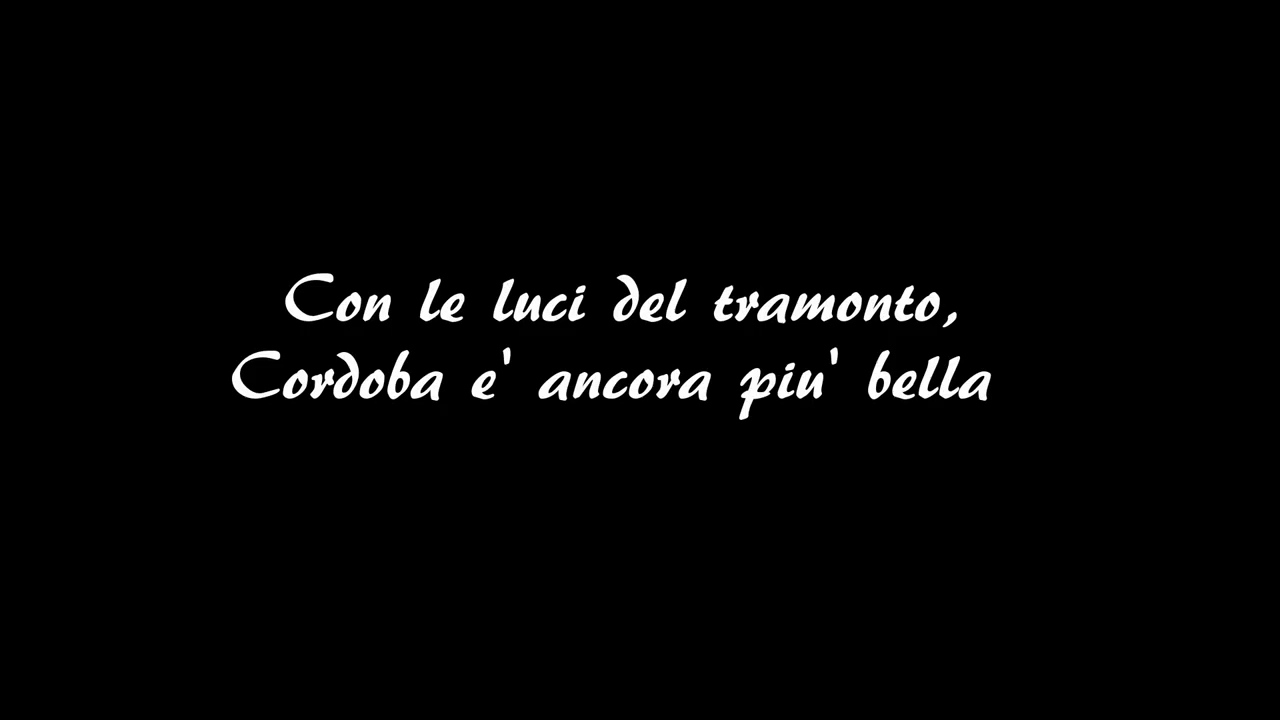 Con le luci del tramonto,
Cordoba e' ancora piu' bella